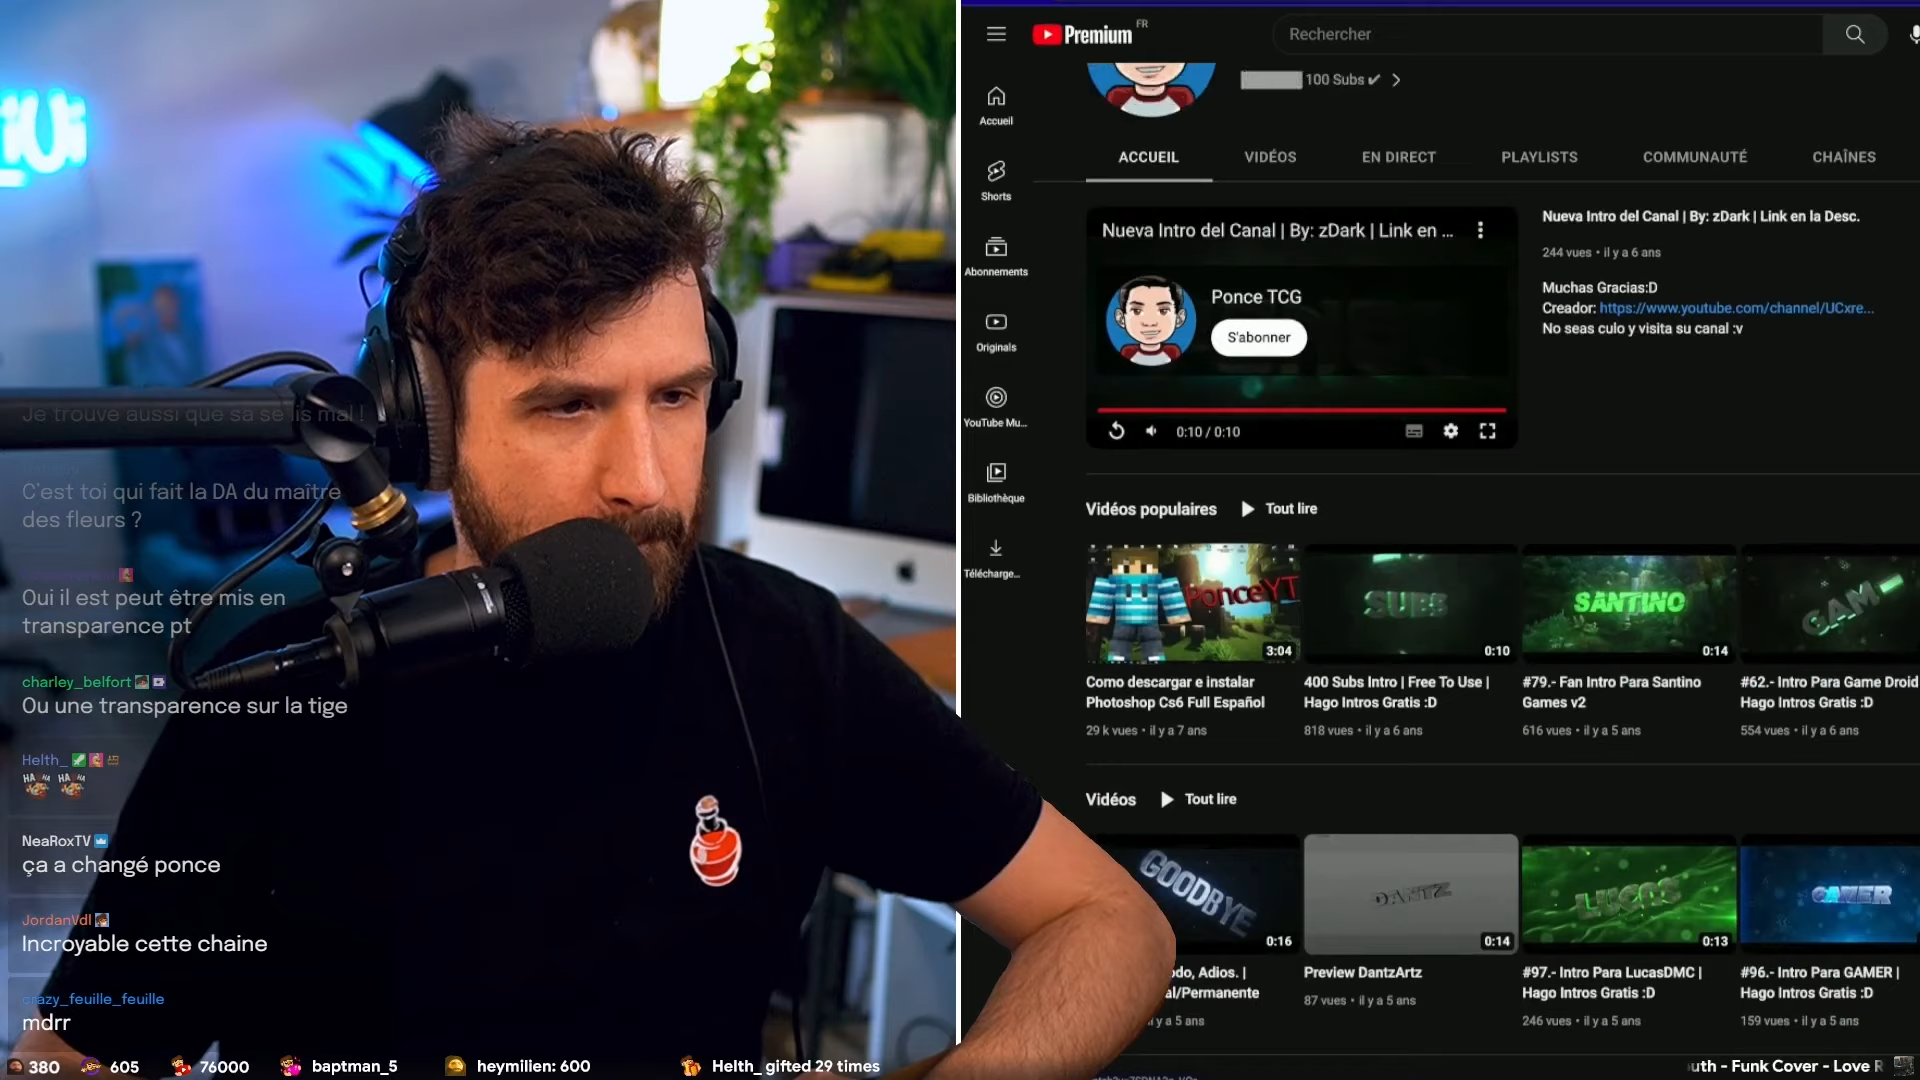 Je trouve aussi que sa se lis mal !
C'est toi qui fait la DA du maître
des fleurs ?
Oui il est peut être mis en
transparence pt
charley_belfort
Ou une transparence sur la tige
Helth_
HA HA HA HA
NeaRoxTV
ça a changé ponce
JordanVdl
Incroyable cette chaine
crazy_feuille_feuille
mdrr
380
605
76000
baptman_5
heymilien: 600
Helth_ gifted 29 times
Premium FR
Rechercher
100 Subs ✔
Accueil
Shorts
Abonnements
Originals
YouTube Mu...
Bibliothèque
Télécharge...
ACCUEIL
VIDÉOS
EN DIRECT
PLAYLISTS
COMMUNAUTÉ
CHAÎNES
Nueva Intro del Canal | By: zDark | Link en ...
Ponce TCG
S'abonner
0:10 / 0:10
Nueva Intro del Canal | By: zDark | Link en la Desc.
244 vues • il y a 6 ans
Muchas Gracias:D
Creador: https://www.youtube.com/channel/UCxre...
No seas culo y visita su canal :v
Vidéos populaires
Tout lire
PonceYT
3:04
Como descargar e instalar
Photoshop Cs6 Full Español
29 k vues • il y a 7 ans
SUBS
0:10
400 Subs Intro | Free To Use |
Hago Intros Gratis :D
818 vues • il y a 6 ans
SANTINO
0:14
#79.- Fan Intro Para Santino
Games v2
616 vues • il y a 5 ans
GAM
#62.- Intro Para Game Droid
Hago Intros Gratis :D
554 vues • il y a 6 ans
Vidéos
Tout lire
GOODBYE
0:16
odo, Adios. |
al/Permanente
y a 5 ans
DANTZ
0:14
Preview DantzArtz
87 vues • il y a 5 ans
LUCAS
0:13
#97.- Intro Para LucasDMC |
Hago Intros Gratis :D
246 vues • il y a 5 ans
GAMER
#96.- Intro Para GAMER |
Hago Intros Gratis :D
159 vues • il y a 5 ans
uth - Funk Cover - Love R